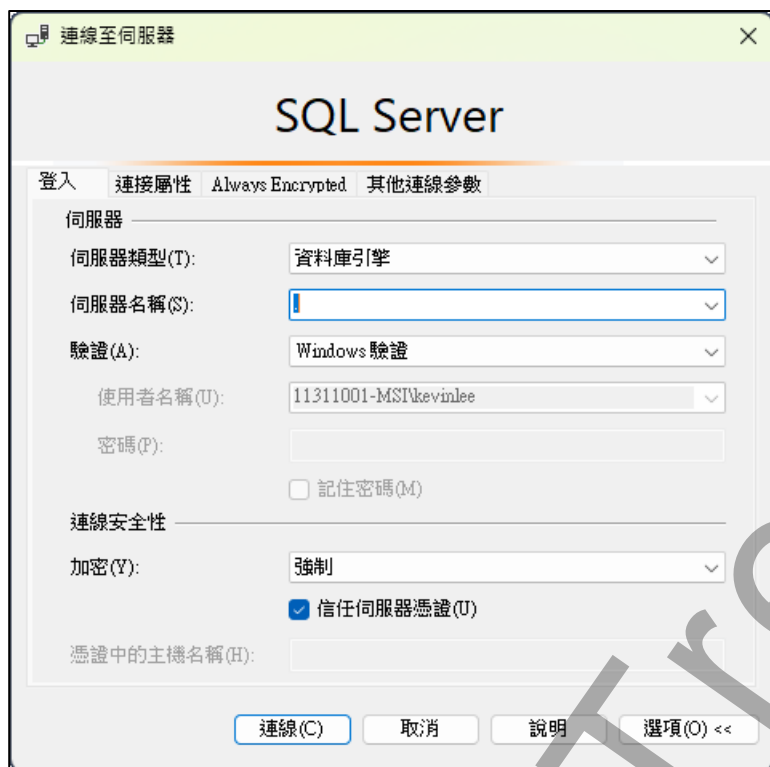 連線至伺服器
SQL Server
登入 連接屬性 Always Encrypted 其他連線參數
伺服器
伺服器類型(T): 資料庫引擎
伺服器名稱(S): .
驗證(A): Windows 驗證
使用者名稱(U): 11311001-MSI\kevinlee
密碼(P):
記住密碼(M)
連線安全性
加密(Y): 強制
信任伺服器憑證(U)
憑證中的主機名稱(H):
連線(C) 取消 說明 選項(O) <<
Tro